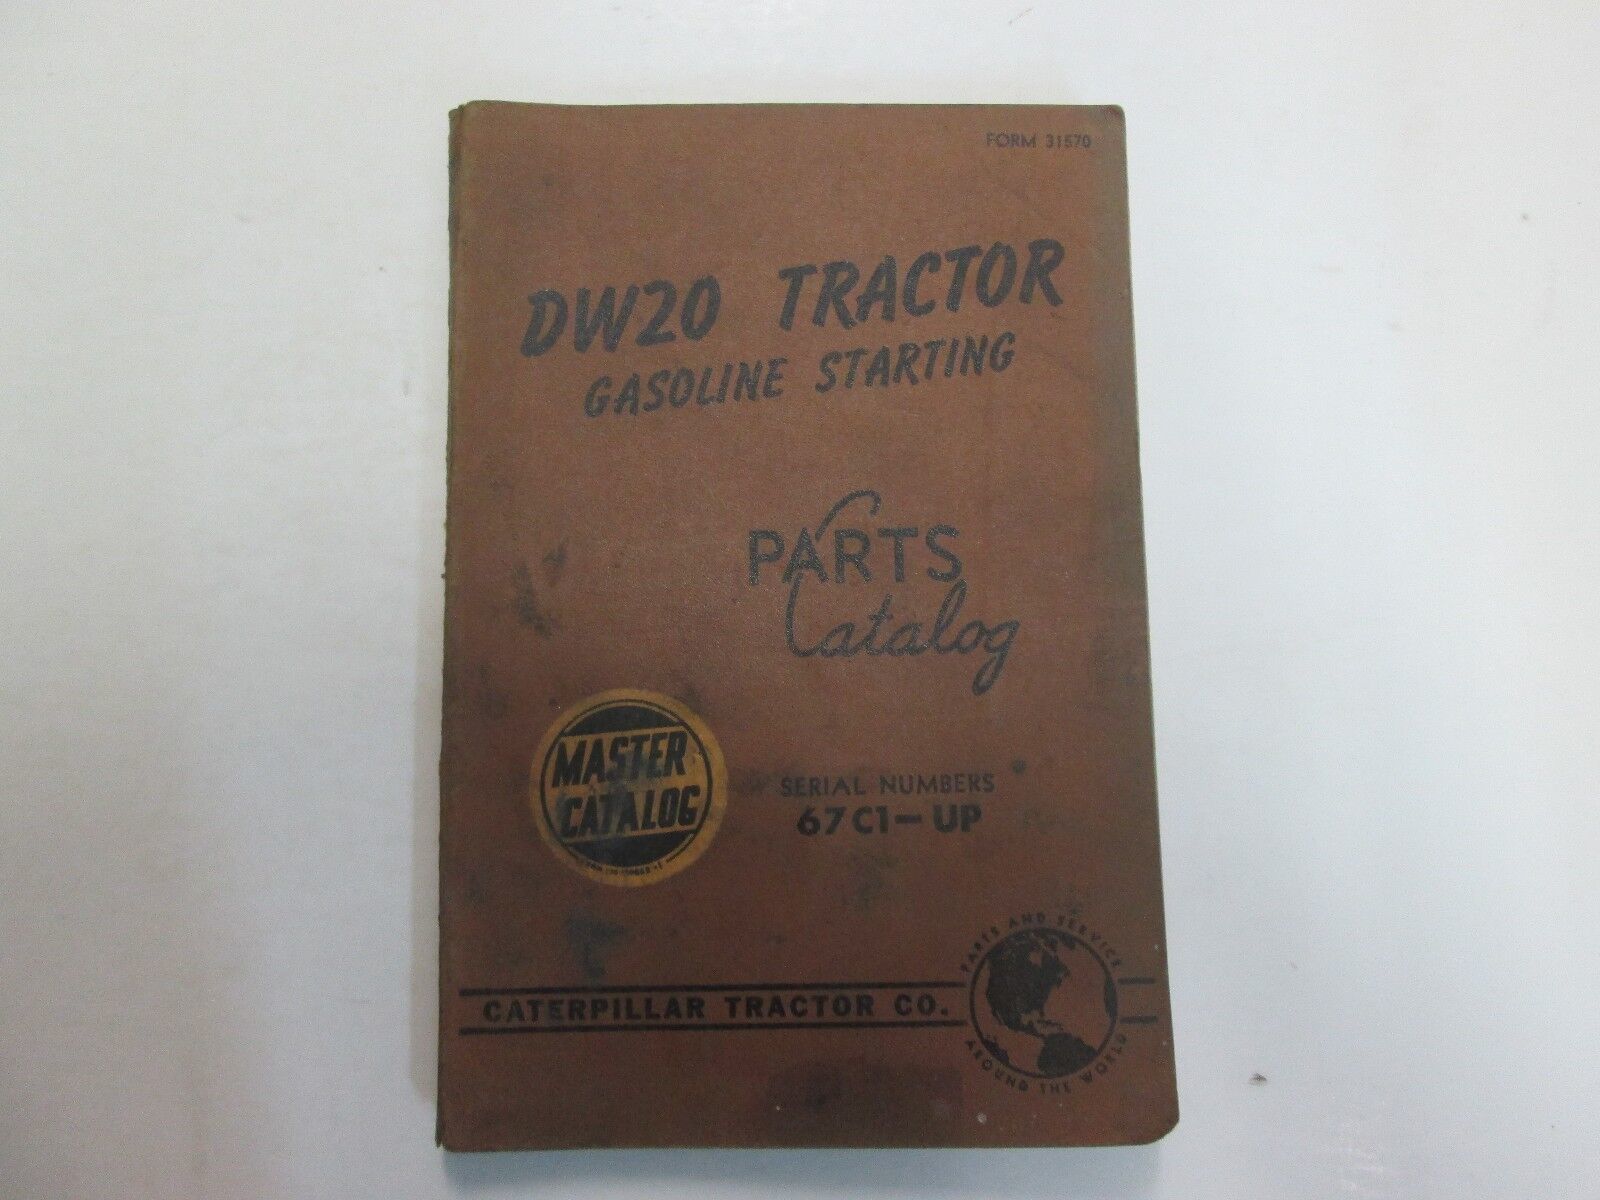 FORM 31570
DW20 TRACTOR
GASOLINE STARTING
PARTS
Catalog
MASTER
CATALOG
SERIAL NUMBERS
67C1-UP
CATERPILLAR TRACTOR CO.
PARTS AND SERVICE
AROUND THE WORLD